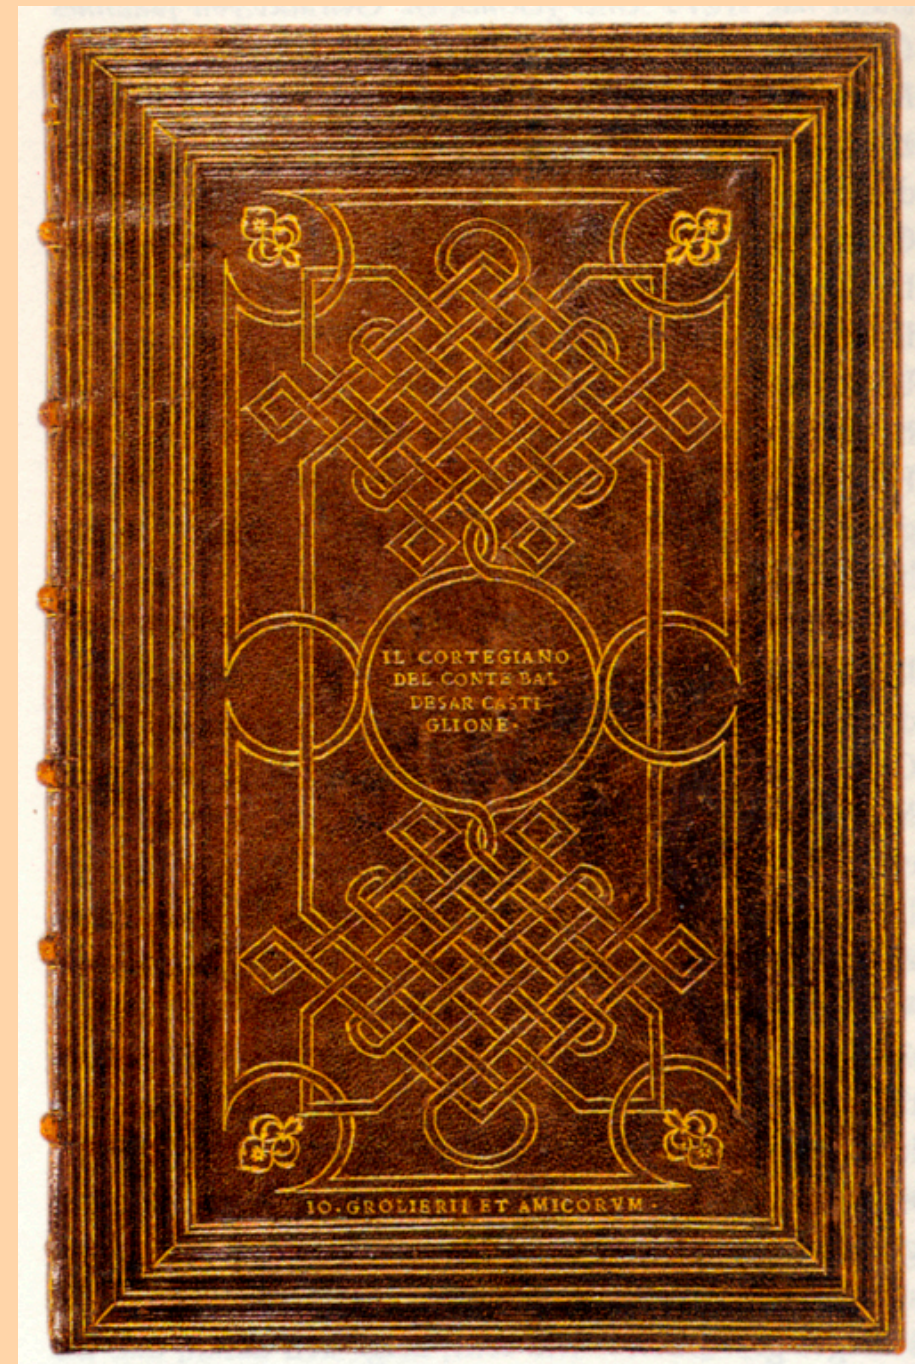 IL CORTEGIANO
DEL CONTE BAL
DESAR CASTI-
GLIONE·
IO·GROLIERII ET AMICORVM·